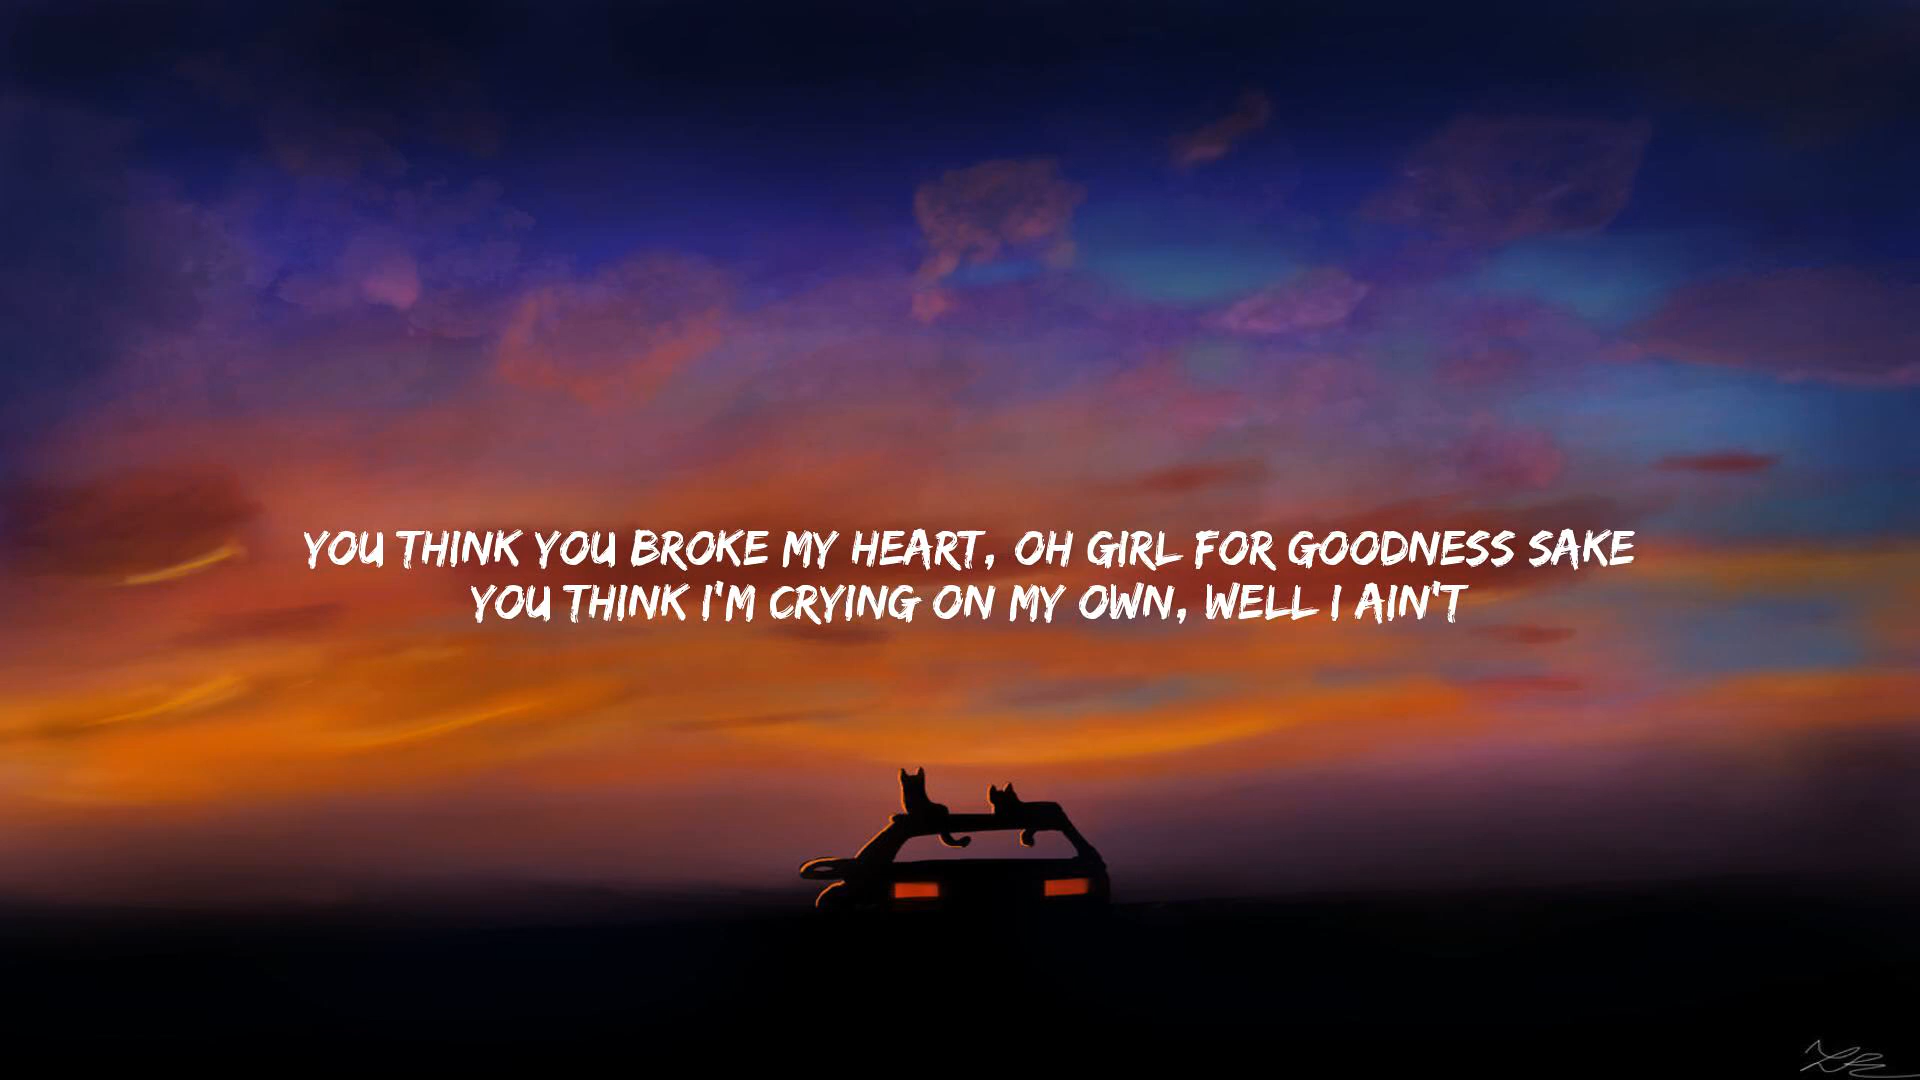 YOU THINK YOU BROKE MY HEART, OH GIRL FOR GOODNESS SAKE
YOU THINK I'M CRYING ON MY OWN, WELL I AIN'T